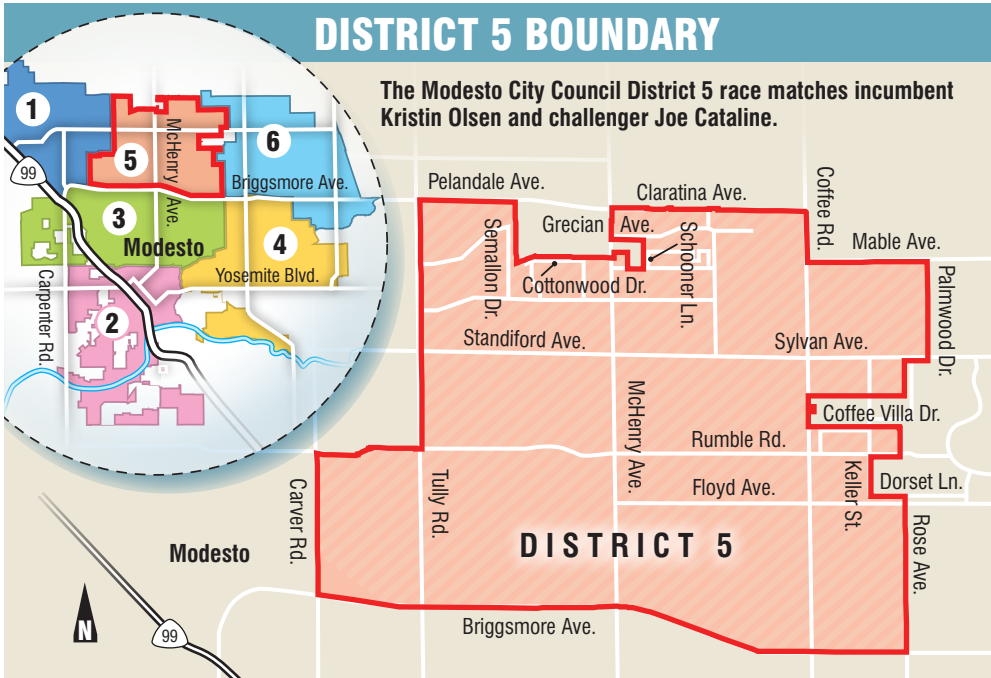 DISTRICT 5 BOUNDARY
The Modesto City Council District 5 race matches incumbent
Kristin Olsen and challenger Joe Cataline.
1
5
6
3
4
2
99
McHenry Ave.
Briggsmore Ave.
Modesto
Yosemite Blvd.
Carpenter Rd.
Pelandale Ave.
Claratina Ave.
Coffee Rd.
Grecian Ave.
Mable Ave.
Semallon Dr.
Schooner Ln.
Cottonwood Dr.
Palmwood Dr.
Standiford Ave.
Sylvan Ave.
McHenry Ave.
Coffee Villa Dr.
Rumble Rd.
Carver Rd.
Tully Rd.
Floyd Ave.
Keller St.
Dorset Ln.
Rose Ave.
Modesto
DISTRICT 5
Briggsmore Ave.
N
99